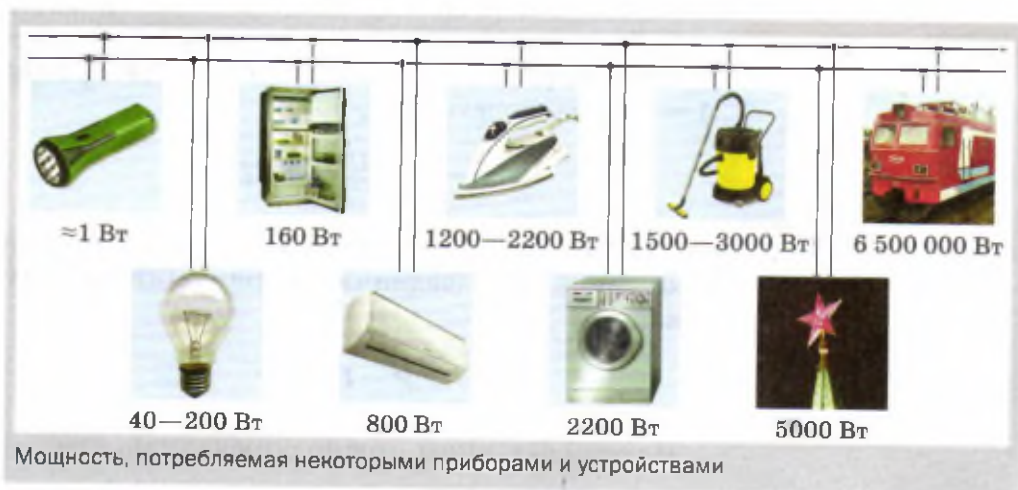 ≈1 Вт 160 Вт 1200—2200 Вт 1500—3000 Вт 6 500 000 Вт
40—200 Вт 800 Вт 2200 Вт 5000 Вт
Мощность, потребляемая некоторыми приборами и устройствами